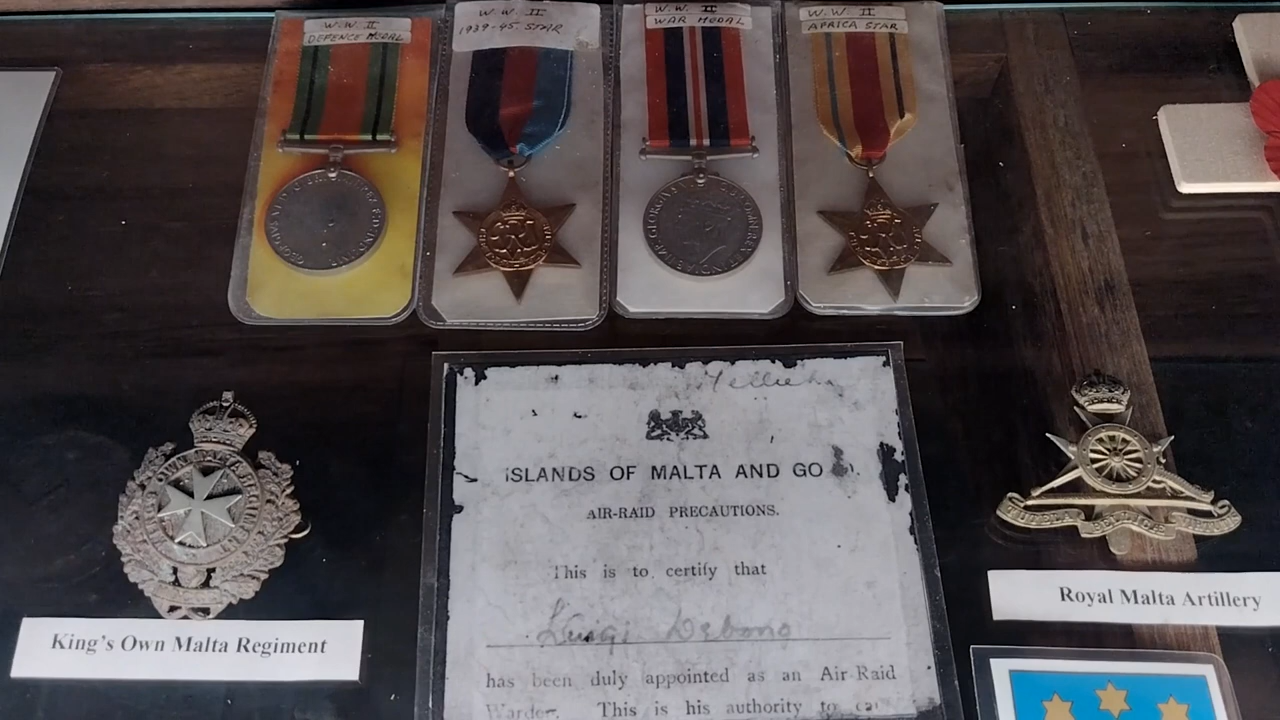 W.W. II
DEFENCE MEDAL
W.W. II
1939-45. STAR
W.W. II
WAR MEDAL
W.W. II
AFRICA STAR.
ISLANDS OF MALTA AND GO
AIR-RAID PRECAUTIONS.
This is to certify that
Luigi Debono
has been duly appointed as an Air-Raid
Warden. This is his authority to
King's Own Malta Regiment
Royal Malta Artillery